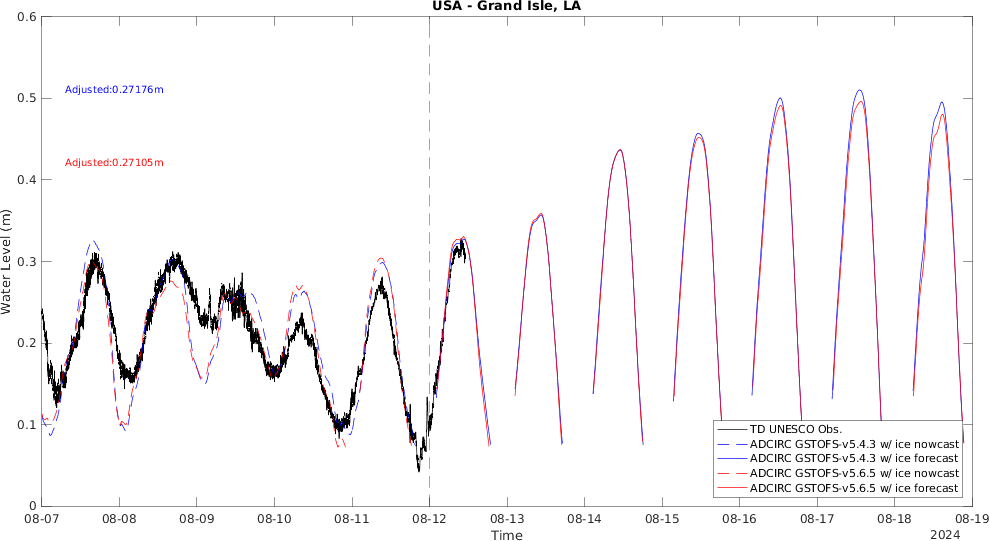 USA - Grand Isle, LA
0.6
0.5
0.4
0.3
0.2
0.1
0
Water Level (m)
Adjusted:0.27176m
Adjusted:0.27105m
TD UNESCO Obs.
ADCIRC GSTOFS-v5.4.3 w/ ice nowcast
ADCIRC GSTOFS-v5.4.3 w/ ice forecast
ADCIRC GSTOFS-v5.6.5 w/ ice nowcast
ADCIRC GSTOFS-v5.6.5 w/ ice forecast
08-07 08-08 08-09 08-10 08-11 08-12 08-13 08-14 08-15 08-16 08-17 08-18 08-19
Time
2024